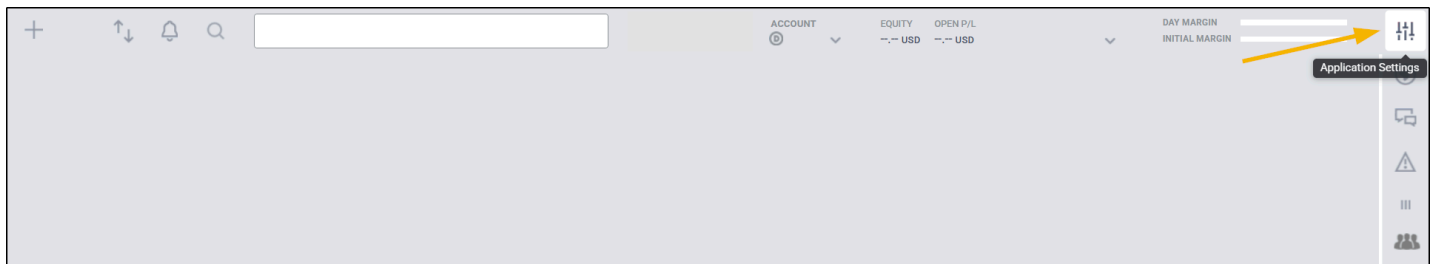 ACCOUNT
D
EQUITY
--.-- USD
OPEN P/L
--.-- USD
DAY MARGIN
INITIAL MARGIN
Application Settings